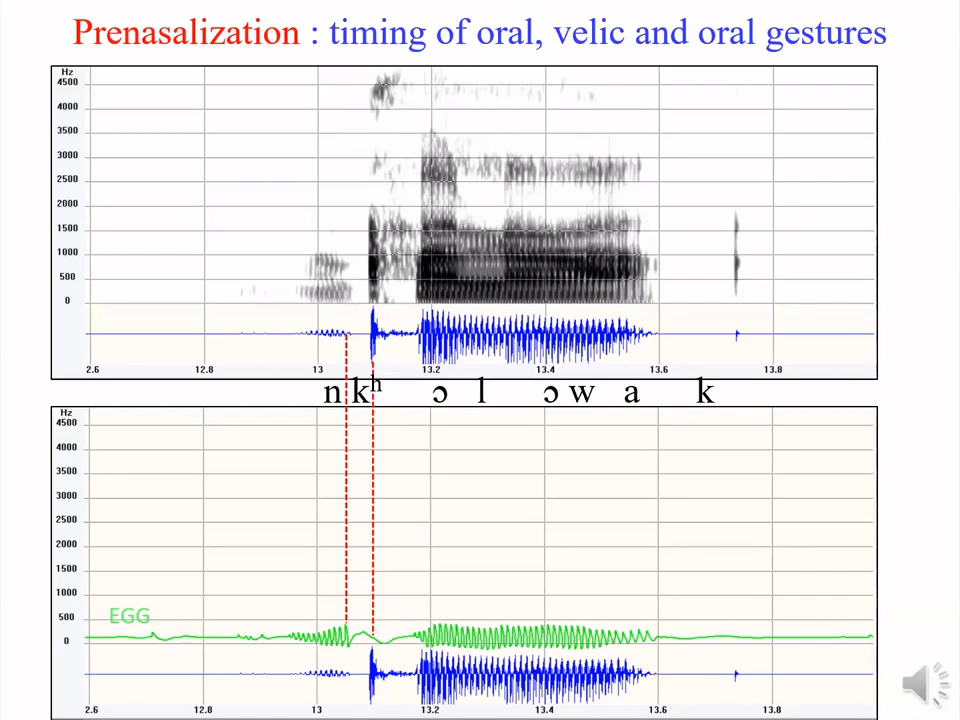 Prenasalization : timing of oral, velic and oral gestures
Hz
4500
4000
3500
3000
2500
2000
1500
1000
500
0
2.6 12.8 13 13.2 13.4 13.6 13.8
n kʰ ɔ l ɔ w a k
Hz
4500
4000
3500
3000
2500
2000
1500
1000
500
EGG
0
2.6 12.8 13 13.2 13.4 13.6 13.8